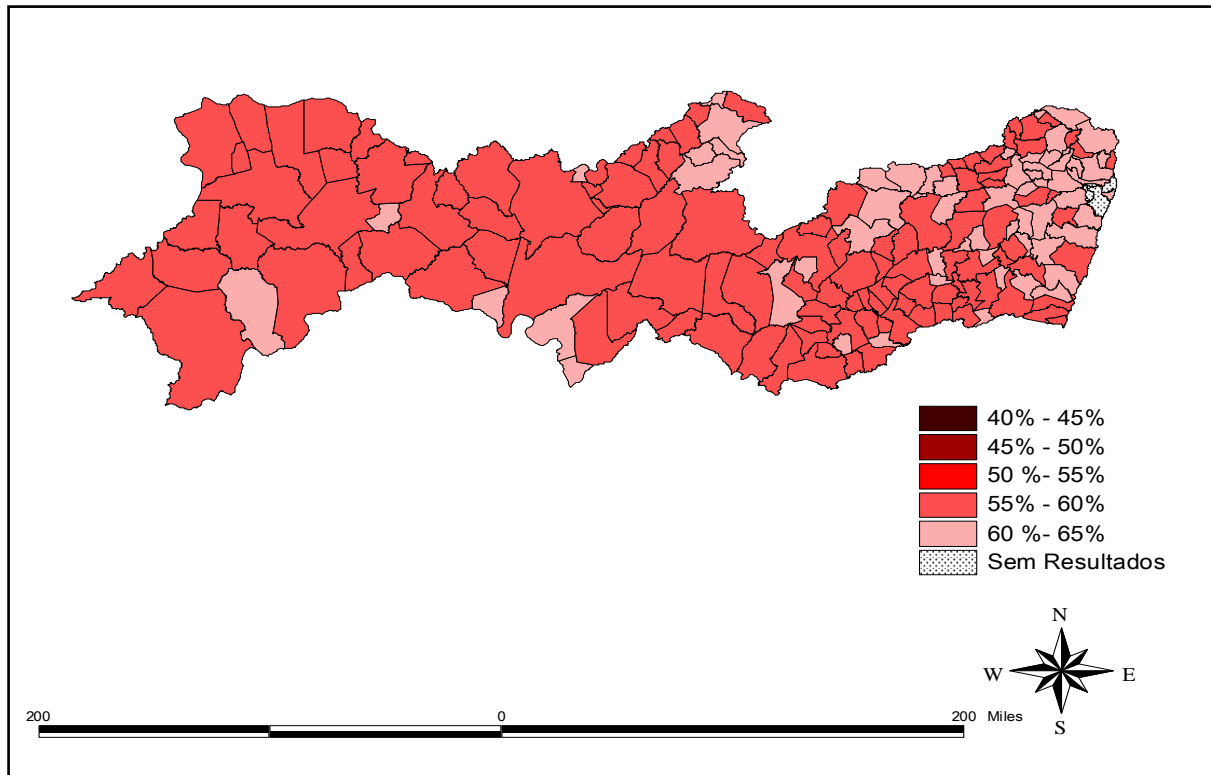 40% - 45%
45% - 50%
50 %- 55%
55% - 60%
60 %- 65%
Sem Resultados
N
W E
S
200 0 200 Miles